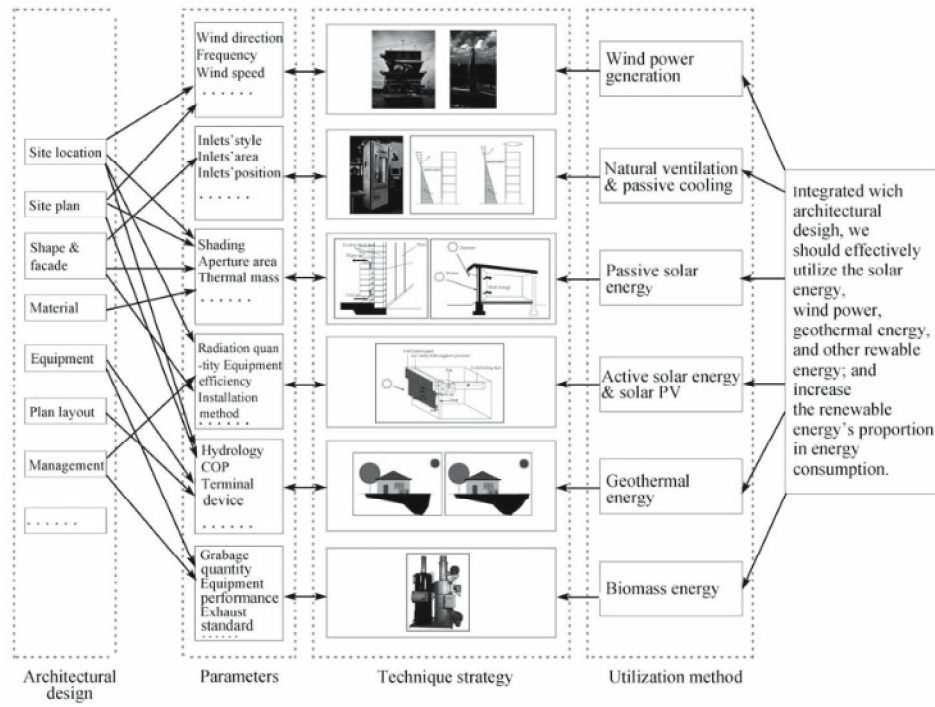 Site location
Site plan
Shape &
facade
Material
Equipment
Plan layout
Management
. . . . . .
Architectural
design
Wind direction
Frequency
Wind speed
. . . . . .
Inlets'style
Inlets'area
Inlets'position
. . . . . .
Shading
Aperture area
Thermal mass
. . . . . .
Radiation quan
-tity Equipment
efficiency
Installation
method
. . . . . .
Hydrology
COP
Terminal
device
. . . . . .
Grabage
quantity
Equipment
performance
Exhaust
standard
. . . . . .
Parameters
Technique strategy
Wind power
generation
Natural ventilation
& passive cooling
Passive solar
energy
Active solar energy
& solar PV
Geothermal
energy
Biomass energy
Utilization method
Integrated wich
architectural
desigh, we
should effectively
utilize the solar
energy,
wind power,
geothermal energy,
and other rewable
energy; and
increase
the renewable
energy's proportion
in energy
consumption.